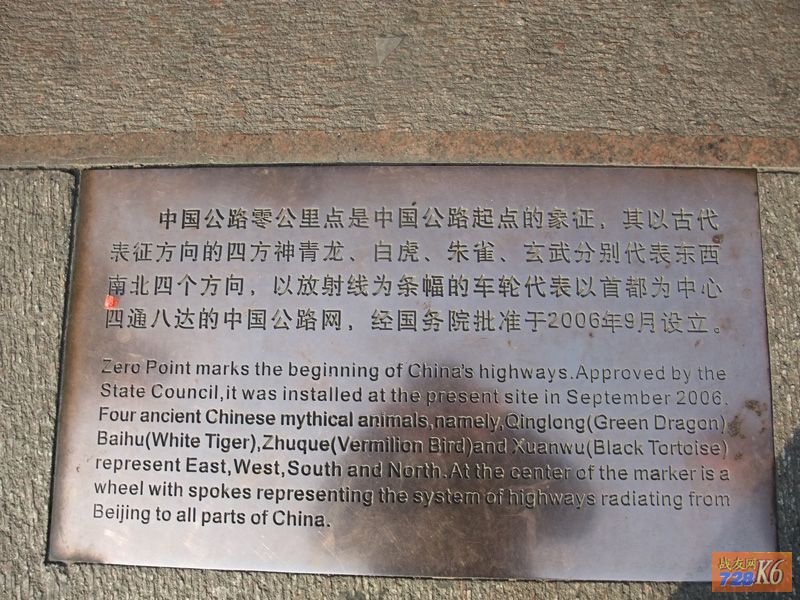 中国公路零公里点是中国公路起点的象征，其以古代
表征方向的四方神青龙、白虎、朱雀、玄武分别代表东西
南北四个方向，以放射线为条幅的车轮代表以首都为中心
四通八达的中国公路网，经国务院批准于2006年9月设立。
Zero Point marks the beginning of China's highways.Approved by the
State Council,it was installed at the present site in September 2006.
Four ancient Chinese mythical animals,namely,Qinglong(Green Dragon)
Baihu(White Tiger),Zhuque(Vermilion Bird)and Xuanwu(Black Tortoise)
represent East,West,South and North.At the center of the marker is a
wheel with spokes representing the system of highways radiating from
Beijing to all parts of China.
战友网
728K6